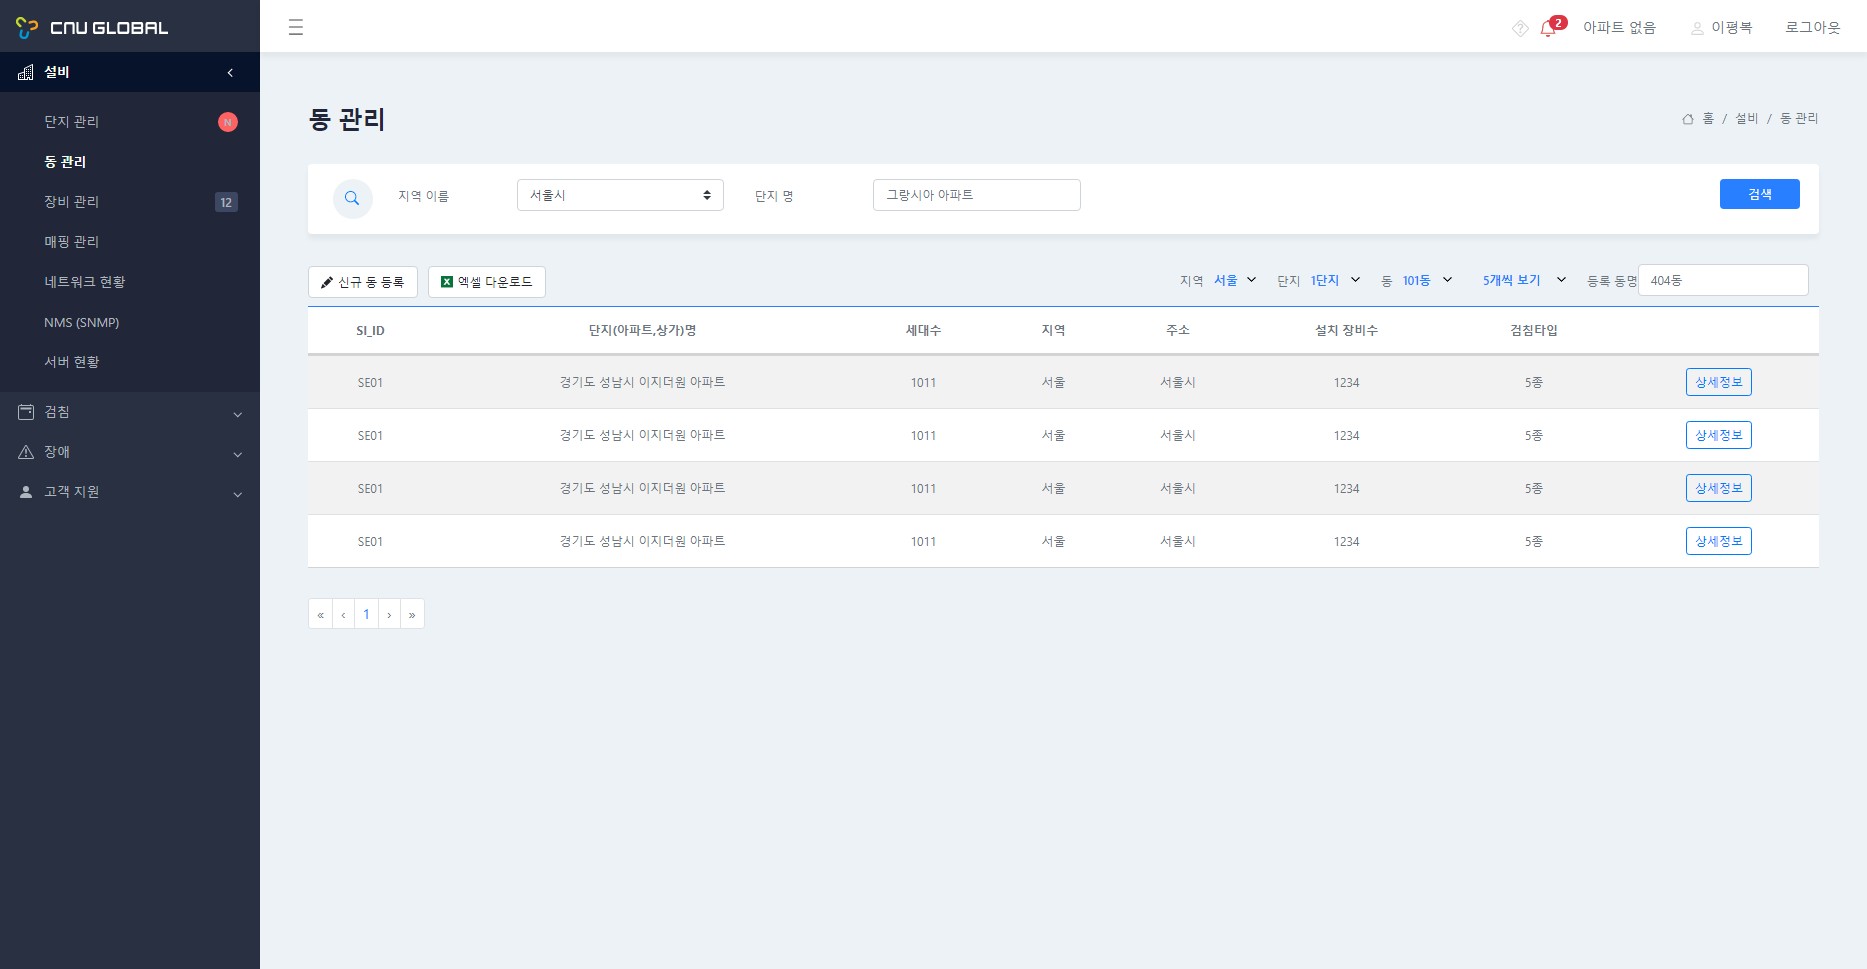 CNU GLOBAL
2
아파트 없음
이평복
로그아웃
설비
단지 관리
N
동 관리
장비 관리
12
매핑 관리
네트워크 현황
NMS (SNMP)
서버 현황
검침
장애
고객 지원
동 관리
홈 / 설비 / 동 관리
지역 이름
서울시
단지 명
그랑시아 아파트
검색
신규 동 등록
엑셀 다운로드
지역 서울
단지 1단지
동 101동
5개씩 보기
등록 동명
404동
SI_ID 단지(아파트,상가)명 세대수 지역 주소 설치 장비수 검침타입
SE01 경기도 성남시 이지더원 아파트 1011 서울 서울시 1234 5종 상세정보
SE01 경기도 성남시 이지더원 아파트 1011 서울 서울시 1234 5종 상세정보
SE01 경기도 성남시 이지더원 아파트 1011 서울 서울시 1234 5종 상세정보
SE01 경기도 성남시 이지더원 아파트 1011 서울 서울시 1234 5종 상세정보
« ‹ 1 › »